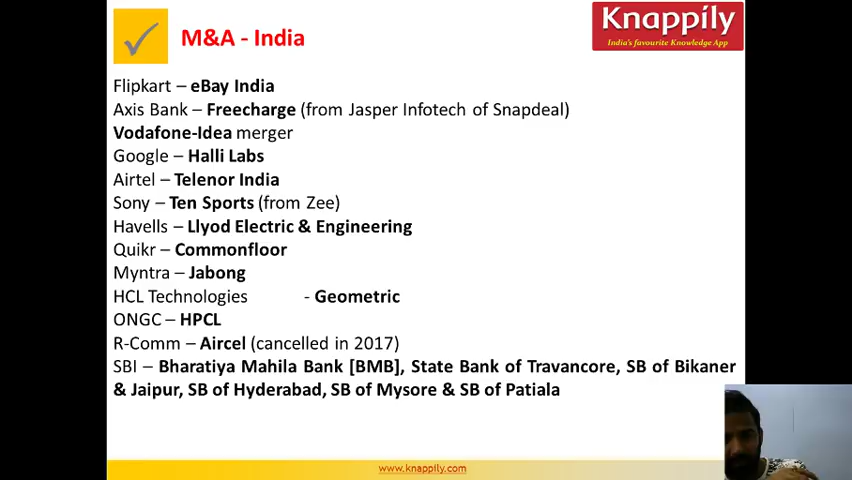 M&A - India
Knappily
India's favourite Knowledge App
Flipkart – eBay India
Axis Bank – Freecharge (from Jasper Infotech of Snapdeal)
Vodafone-Idea merger
Google – Halli Labs
Airtel – Telenor India
Sony – Ten Sports (from Zee)
Havells – Llyod Electric & Engineering
Quikr – Commonfloor
Myntra – Jabong
HCL Technologies - Geometric
ONGC – HPCL
R-Comm – Aircel (cancelled in 2017)
SBI – Bharatiya Mahila Bank [BMB], State Bank of Travancore, SB of Bikaner
& Jaipur, SB of Hyderabad, SB of Mysore & SB of Patiala
www.knappily.com